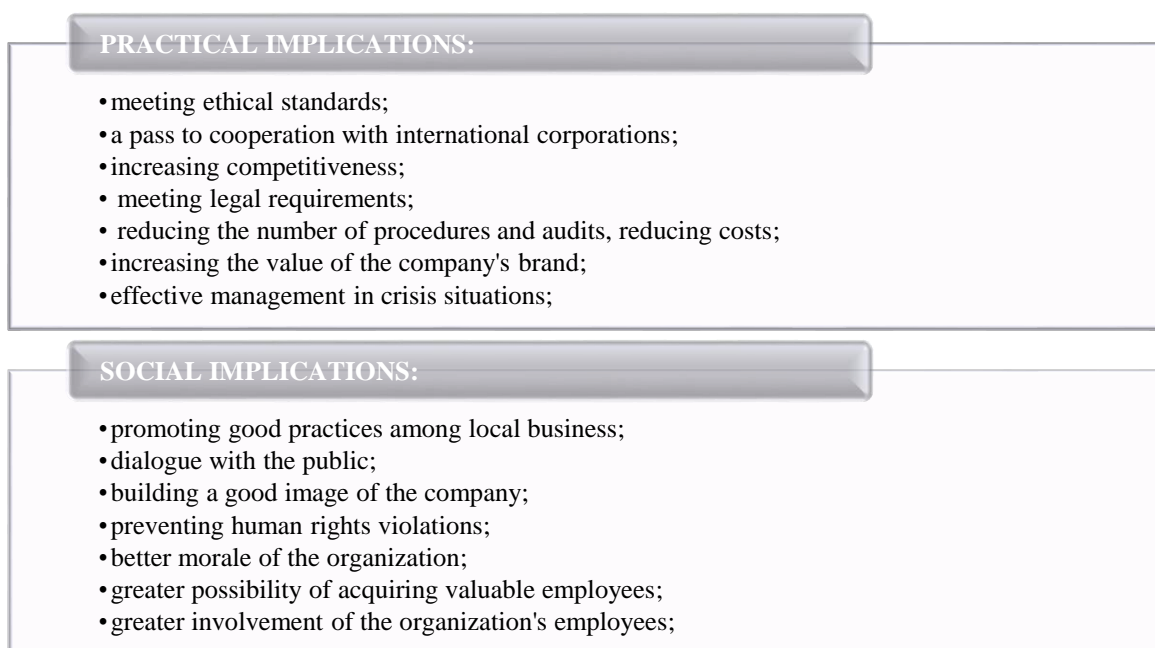 PRACTICAL IMPLICATIONS:
•meeting ethical standards;
•a pass to cooperation with international corporations;
•increasing competitiveness;
• meeting legal requirements;
• reducing the number of procedures and audits, reducing costs;
•increasing the value of the company's brand;
•effective management in crisis situations;
SOCIAL IMPLICATIONS:
•promoting good practices among local business;
•dialogue with the public;
•building a good image of the company;
•preventing human rights violations;
•better morale of the organization;
•greater possibility of acquiring valuable employees;
•greater involvement of the organization's employees;